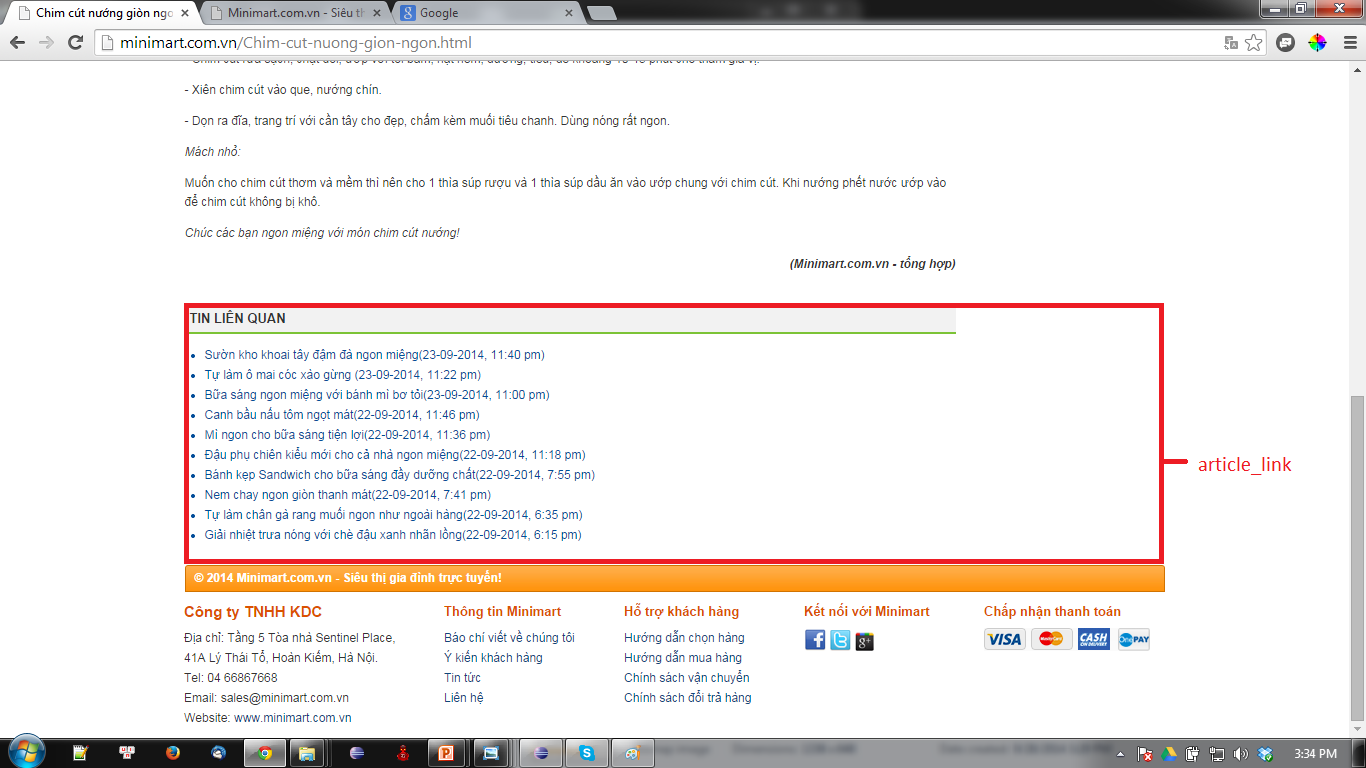 Chim cút nướng giòn ngo
Minimart.com.vn - Siêu th
Google
minimart.com.vn/Chim-cut-nuong-gion-ngon.html
- Xiên chim cút vào que, nướng chín.
- Dọn ra đĩa, trang trí với cần tây cho đẹp, chấm kèm muối tiêu chanh. Dùng nóng rất ngon.
Mách nhỏ:
Muốn cho chim cút thơm và mềm thì nên cho 1 thìa súp rượu và 1 thìa súp dầu ăn vào ướp chung với chim cút. Khi nướng phết nước ướp vào
để chim cút không bị khô.
Chúc các bạn ngon miệng với món chim cút nướng!
(Minimart.com.vn - tổng hợp)
TIN LIÊN QUAN
Sườn kho khoai tây đậm đà ngon miệng(23-09-2014, 11:40 pm)
Tự làm ô mai cóc xào gừng (23-09-2014, 11:22 pm)
Bữa sáng ngon miệng với bánh mì bơ tỏi(23-09-2014, 11:00 pm)
Canh bầu nấu tôm ngọt mát(22-09-2014, 11:46 pm)
Mì ngon cho bữa sáng tiện lợi(22-09-2014, 11:36 pm)
Đậu phụ chiên kiểu mới cho cả nhà ngon miệng(22-09-2014, 11:18 pm)
Bánh kẹp Sandwich cho bữa sáng đầy dưỡng chất(22-09-2014, 7:55 pm)
Nem chay ngon giòn thanh mát(22-09-2014, 7:41 pm)
Tự làm chân gà rang muối ngon như ngoài hàng(22-09-2014, 6:35 pm)
Giải nhiệt trưa nóng với chè đậu xanh nhãn lồng(22-09-2014, 6:15 pm)
article_link
© 2014 Minimart.com.vn - Siêu thị gia đình trực tuyến!
Công ty TNHH KDC
Địa chỉ: Tầng 5 Tòa nhà Sentinel Place,
41A Lý Thái Tổ, Hoàn Kiếm, Hà Nội.
Tel: 04 66867668
Email: sales@minimart.com.vn
Website: www.minimart.com.vn
Thông tin Minimart
Báo chí viết về chúng tôi
Ý kiến khách hàng
Tin tức
Liên hệ
Hỗ trợ khách hàng
Hướng dẫn chọn hàng
Hướng dẫn mua hàng
Chính sách vận chuyển
Chính sách đổi trả hàng
Kết nối với Minimart
Chấp nhận thanh toán
VISA
MasterCard
CASH
ON DELIVERY
OnePAY
3:34 PM